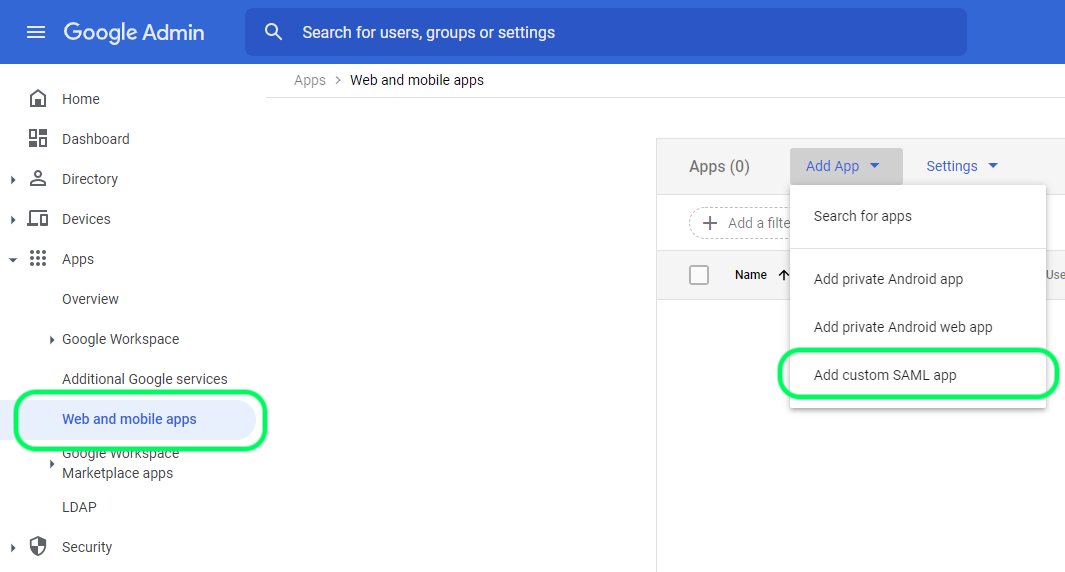 Google Admin
Search for users, groups or settings
Apps > Web and mobile apps
Home
Dashboard
Directory
Devices
Apps
Overview
Google Workspace
Additional Google services
Web and mobile apps
Google Workspace
Marketplace apps
LDAP
Security
Apps (0)
Add App
Settings
Add a filte
Name
Use
Search for apps
Add private Android app
Add private Android web app
Add custom SAML app